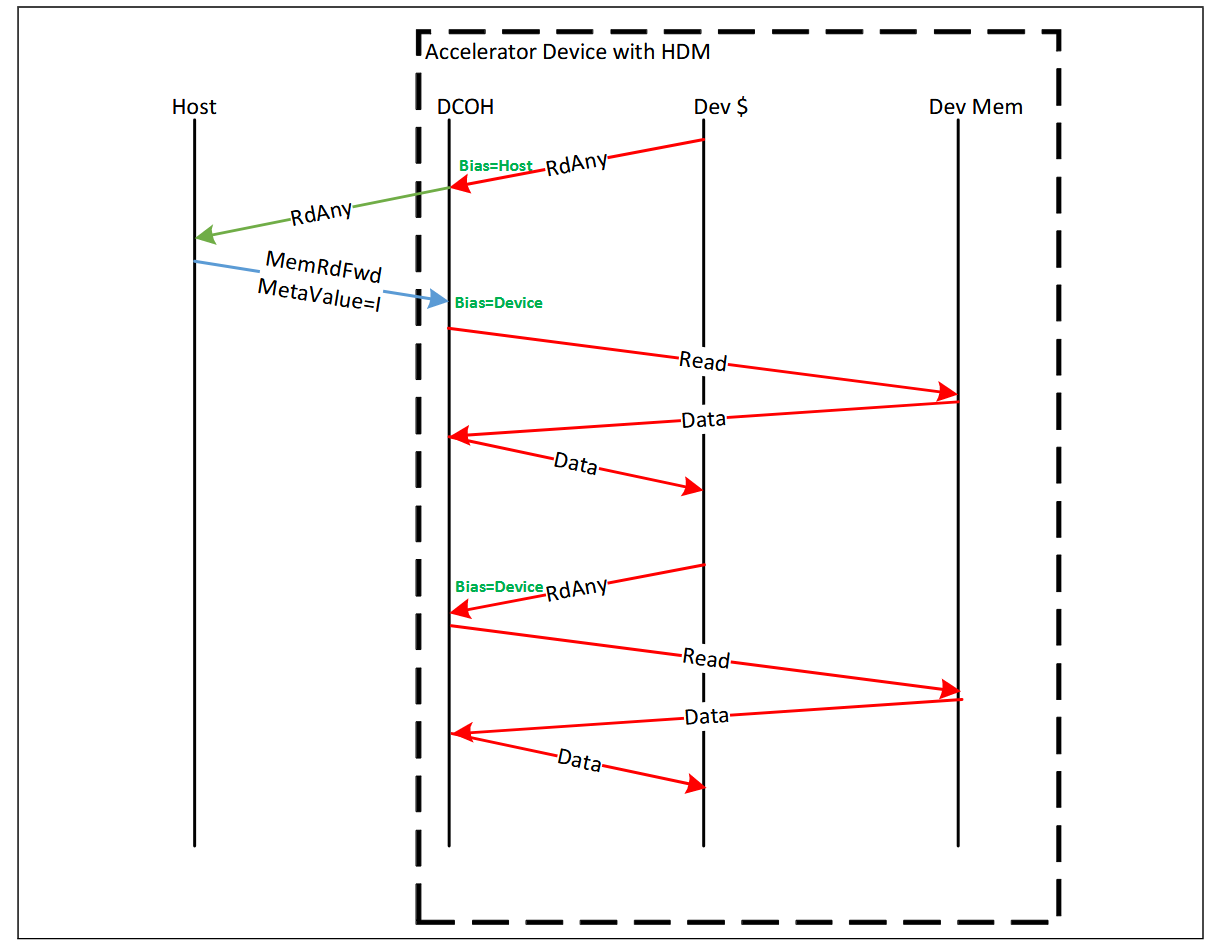 Accelerator Device with HDM
Host
DCOH
Dev $
Dev Mem
Bias=Host
RdAny
RdAny
MemRdFwd
MetaValue=I
Bias=Device
Read
Data
Data
Bias=Device
RdAny
Read
Data
Data